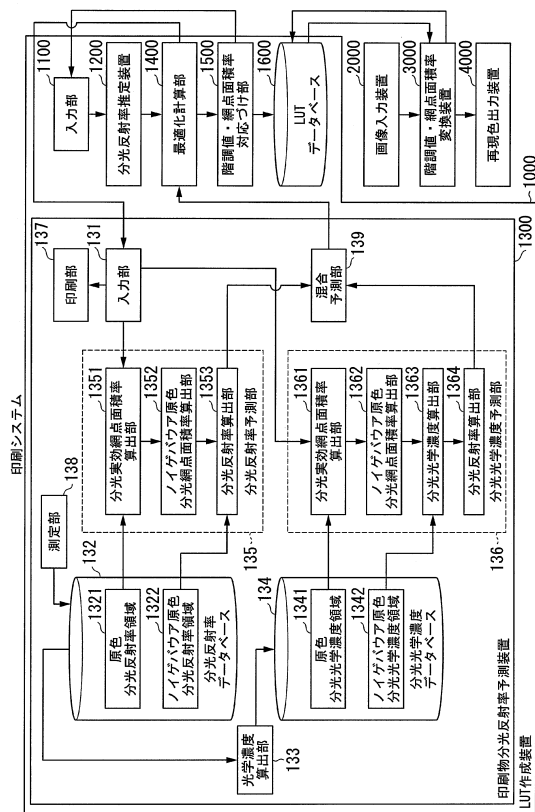 印刷システム
1100
入力部
1200
分光反射率推定装置
1400
最適化計算部
1500
階調値・網点面積率
対応づけ部
1600
LUT
データベース
2000
画像入力装置
3000
階調値・網点面積率
変換装置
4000
再現色出力装置
1000
137
印刷部
131
入力部
139
混合
予測部
1300
138
測定部
1351
分光実効網点面積率
算出部
1352
ノイゲバウア原色
分光網点面積率算出部
1353
分光反射率算出部
分光反射率予測部
135
1361
分光実効網点面積率
算出部
1362
ノイゲバウア原色
分光網点面積率算出部
1363
分光光学濃度算出部
1364
分光反射率算出部
分光光学濃度予測部
136
132
1321
原色
分光反射率領域
1322
ノイゲバウア原色
分光反射率領域
分光反射率
データベース
134
1341
原色
分光光学濃度領域
1342
ノイゲバウア原色
分光光学濃度領域
分光光学濃度
データベース
光学濃度
算出部
133
印刷物分光反射率予測装置
LUT作成装置